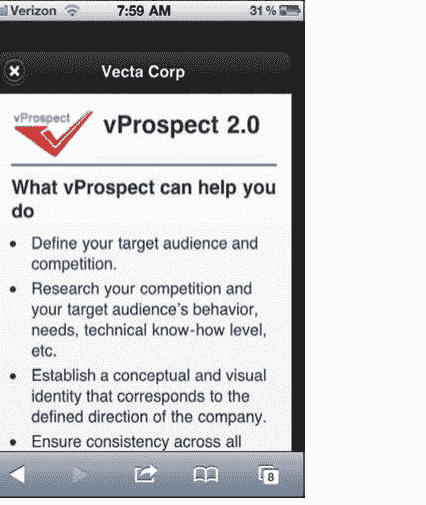 Verizon 7:59 AM 31 %
Vecta Corp
vProspect
vProspect 2.0
What vProspect can help you
do
• Define your target audience and
competition.
• Research your competition and
your target audience's behavior,
needs, technical know-how level,
etc.
• Establish a conceptual and visual
identity that corresponds to the
defined direction of the company.
• Ensure consistency across all
8